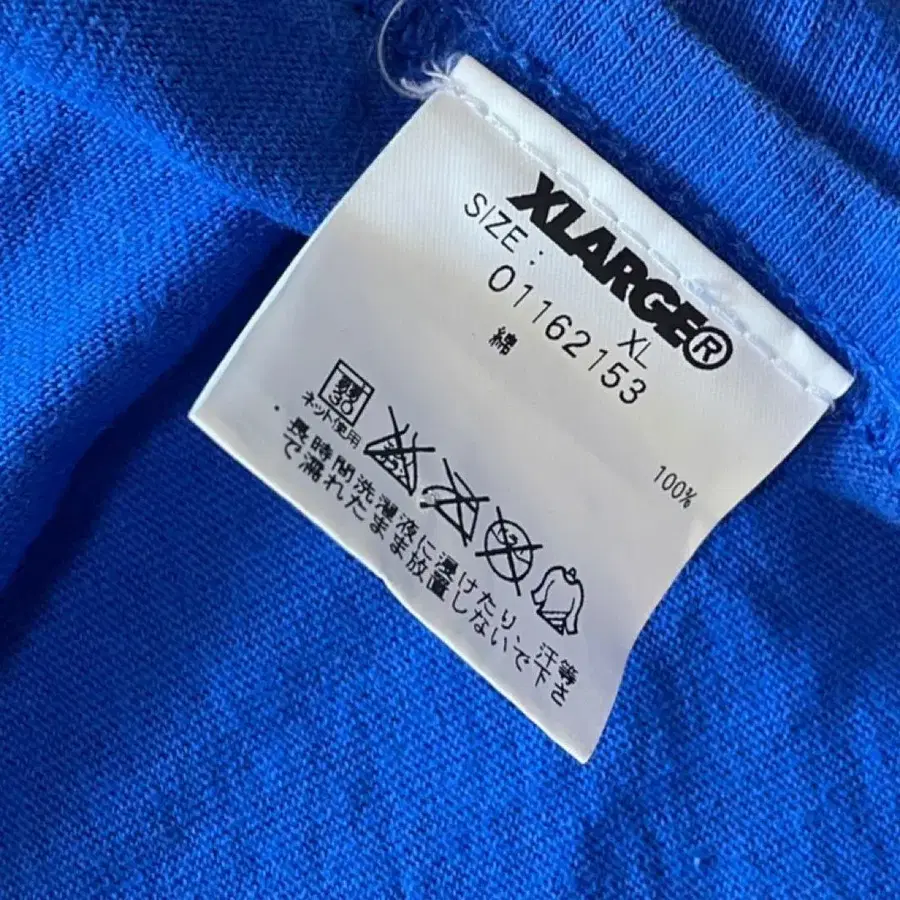 XLARGE®
SIZE: XL
01162153
綿 100%
弱 30
ネット使用
長時間洗濯液に浸けたり、汗等
で濡れたまま放置しないで下さ